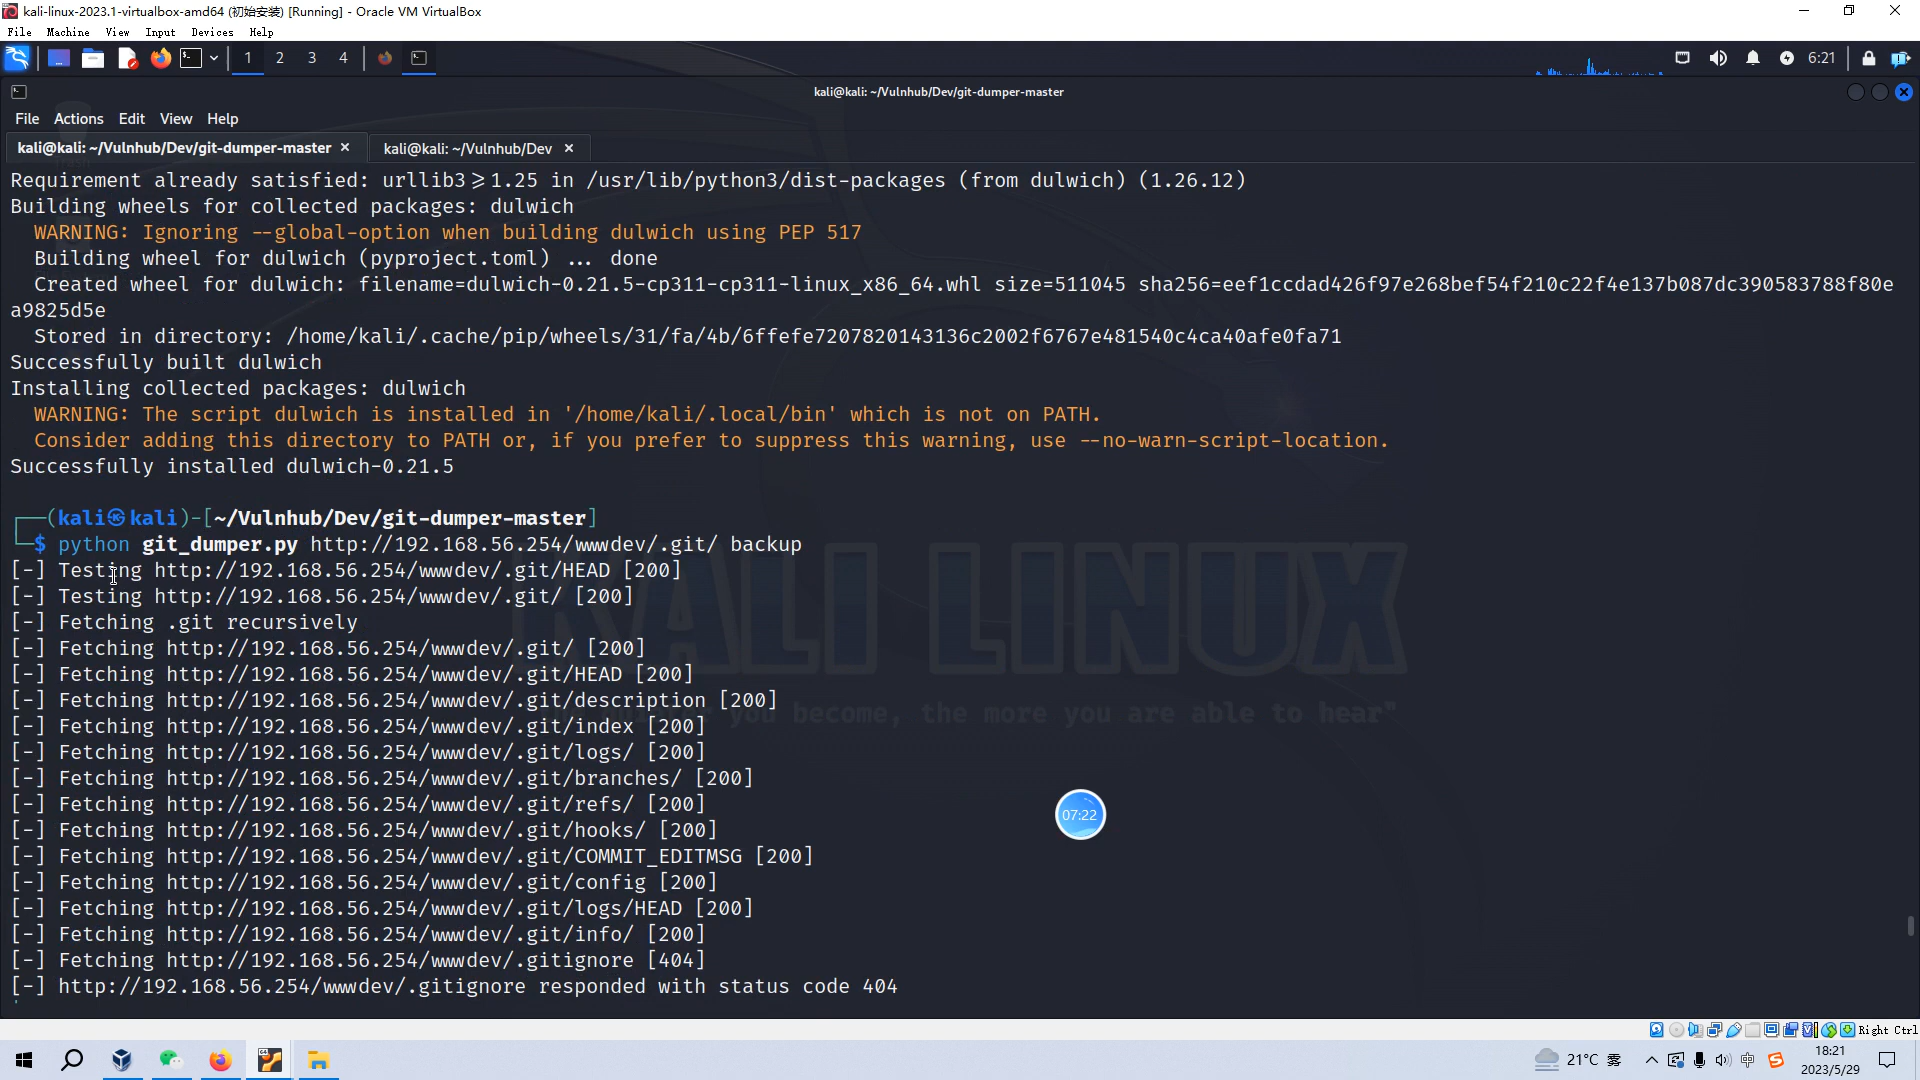 kali-linux-2023.1-virtualbox-amd64 (初始安装) [Running] - Oracle VM VirtualBox
File Machine View Input Devices Help
1 2 3 4 6:21
kali@kali: ~/Vulnhub/Dev/git-dumper-master
File Actions Edit View Help
kali@kali: ~/Vulnhub/Dev/git-dumper-master × kali@kali: ~/Vulnhub/Dev ×
Requirement already satisfied: urllib3≥1.25 in /usr/lib/python3/dist-packages (from dulwich) (1.26.12)
Building wheels for collected packages: dulwich
WARNING: Ignoring --global-option when building dulwich using PEP 517
Building wheel for dulwich (pyproject.toml) ... done
Created wheel for dulwich: filename=dulwich-0.21.5-cp311-cp311-linux_x86_64.whl size=511045 sha256=eef1ccdad426f97e268bef54f210c22f4e137b087dc390583788f80e
a9825d5e
Stored in directory: /home/kali/.cache/pip/wheels/31/fa/4b/6ffefe7207820143136c2002f6767e481540c4ca40afe0fa71
Successfully built dulwich
Installing collected packages: dulwich
WARNING: The script dulwich is installed in '/home/kali/.local/bin' which is not on PATH.
Consider adding this directory to PATH or, if you prefer to suppress this warning, use --no-warn-script-location.
Successfully installed dulwich-0.21.5
┌──(kali㉿kali)-[~/Vulnhub/Dev/git-dumper-master]
└─$ python git_dumper.py http://192.168.56.254/wwwdev/.git/ backup
[-] Testing http://192.168.56.254/wwwdev/.git/HEAD [200]
[-] Testing http://192.168.56.254/wwwdev/.git/ [200]
[-] Fetching .git recursively
[-] Fetching http://192.168.56.254/wwwdev/.git/ [200]
[-] Fetching http://192.168.56.254/wwwdev/.git/HEAD [200]
[-] Fetching http://192.168.56.254/wwwdev/.git/description [200]
[-] Fetching http://192.168.56.254/wwwdev/.git/index [200]
[-] Fetching http://192.168.56.254/wwwdev/.git/logs/ [200]
[-] Fetching http://192.168.56.254/wwwdev/.git/branches/ [200]
[-] Fetching http://192.168.56.254/wwwdev/.git/refs/ [200]
[-] Fetching http://192.168.56.254/wwwdev/.git/hooks/ [200]
[-] Fetching http://192.168.56.254/wwwdev/.git/COMMIT_EDITMSG [200]
[-] Fetching http://192.168.56.254/wwwdev/.git/config [200]
[-] Fetching http://192.168.56.254/wwwdev/.git/logs/HEAD [200]
[-] Fetching http://192.168.56.254/wwwdev/.git/info/ [200]
[-] Fetching http://192.168.56.254/wwwdev/.gitignore [404]
[-] http://192.168.56.254/wwwdev/.gitignore responded with status code 404
KALI LINUX
you become, the more you are able to hear"
07:22
Right Ctrl
21°C 雾 中 18:21
2023/5/29